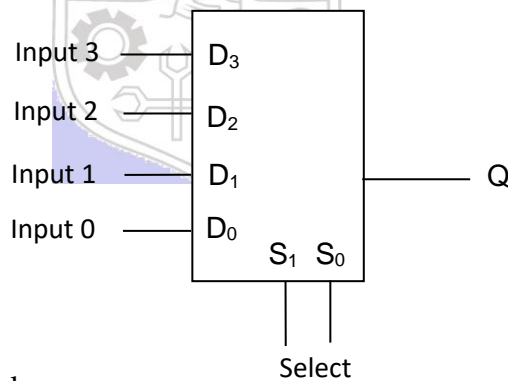 Input 3 D₃
Input 2 D₂
Input 1 D₁ Q
Input 0 D₀
S₁ S₀
Select